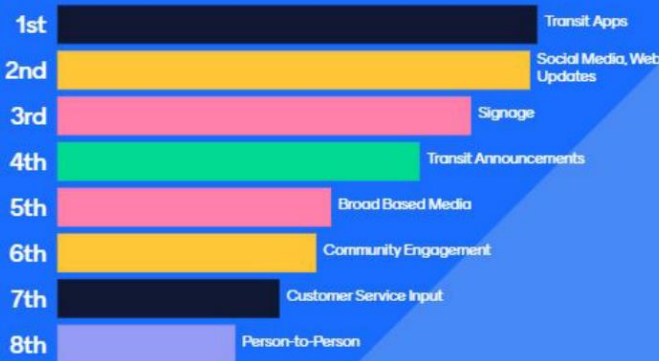 1st Transit Apps
2nd Social Media, Web
Updates
3rd Signage
4th Transit Announcements
5th Broad Based Media
6th Community Engagement
7th Customer Service Input
8th Person-to-Person